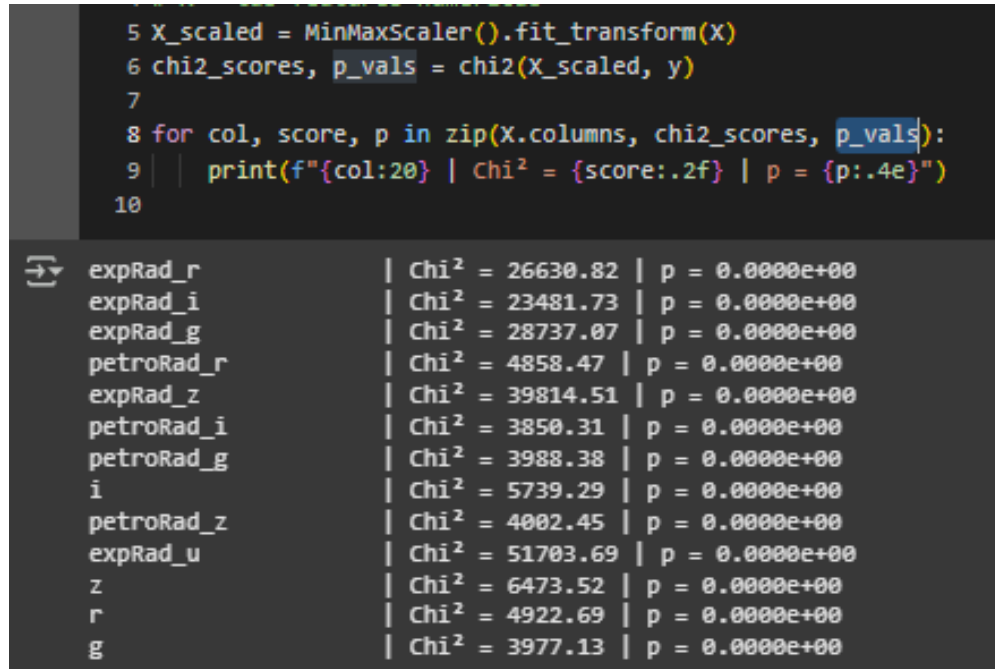 5 X_scaled = MinMaxScaler().fit_transform(X)
6 chi2_scores, p_vals = chi2(X_scaled, y)
7
8 for col, score, p in zip(X.columns, chi2_scores, p_vals):
9     print(f"{col:20} | Chi² = {score:.2f} | p = {p:.4e}")
10
expRad_r | Chi² = 26630.82 | p = 0.0000e+00
expRad_i | Chi² = 23481.73 | p = 0.0000e+00
expRad_g | Chi² = 28737.07 | p = 0.0000e+00
petroRad_r | Chi² = 4858.47 | p = 0.0000e+00
expRad_z | Chi² = 39814.51 | p = 0.0000e+00
petroRad_i | Chi² = 3850.31 | p = 0.0000e+00
petroRad_g | Chi² = 3988.38 | p = 0.0000e+00
i | Chi² = 5739.29 | p = 0.0000e+00
petroRad_z | Chi² = 4002.45 | p = 0.0000e+00
expRad_u | Chi² = 51703.69 | p = 0.0000e+00
z | Chi² = 6473.52 | p = 0.0000e+00
r | Chi² = 4922.69 | p = 0.0000e+00
g | Chi² = 3977.13 | p = 0.0000e+00